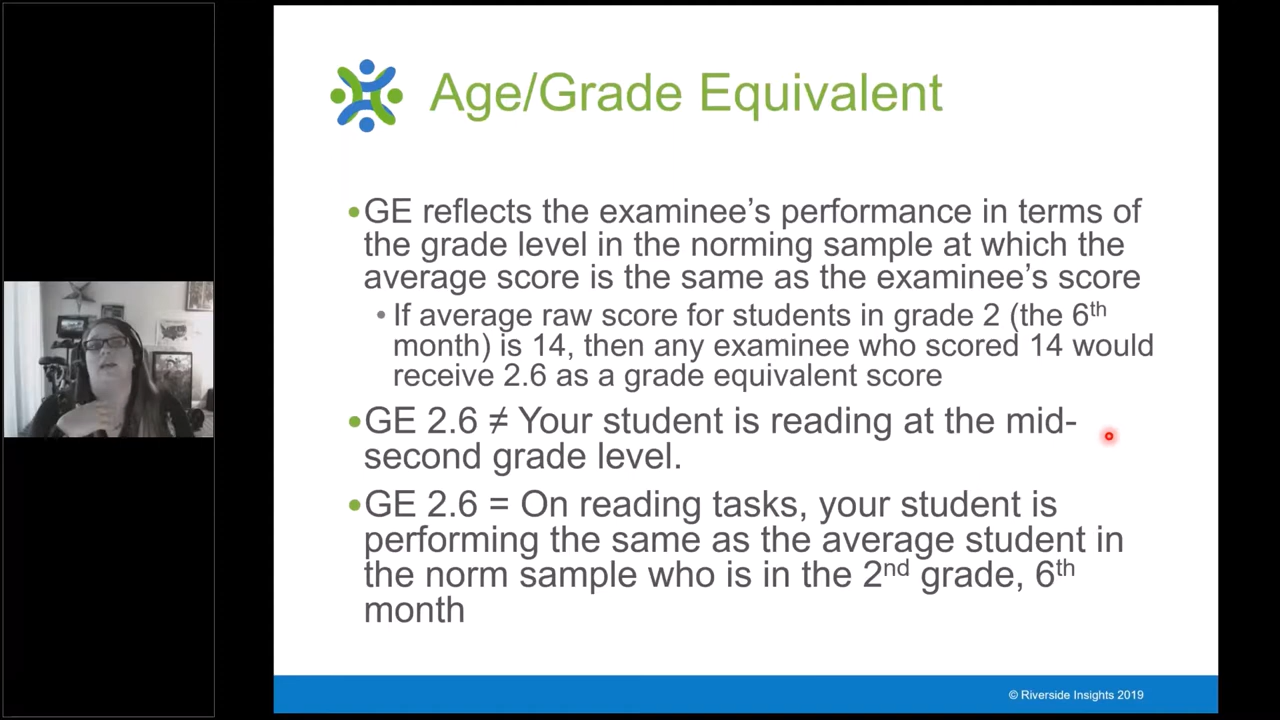 Age/Grade Equivalent
•GE reflects the examinee’s performance in terms of
the grade level in the norming sample at which the
average score is the same as the examinee’s score
•If average raw score for students in grade 2 (the 6th
month) is 14, then any examinee who scored 14 would
receive 2.6 as a grade equivalent score
•GE 2.6 ≠ Your student is reading at the mid-
second grade level.
•GE 2.6 = On reading tasks, your student is
performing the same as the average student in
the norm sample who is in the 2nd grade, 6th
month
© Riverside Insights 2019